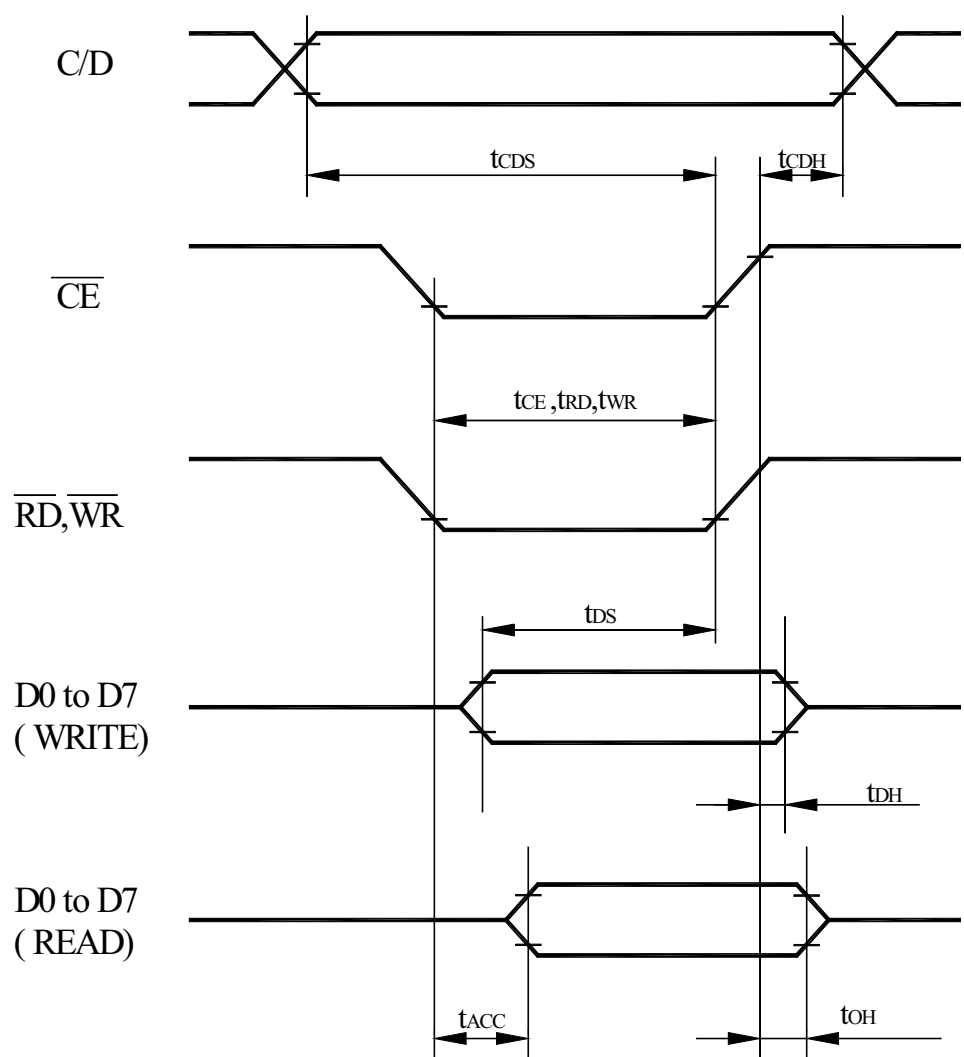 C/D
tCDS
tCDH
CE
tCE ,tRD,tWR
RD,WR
tDS
D0 to D7
( WRITE)
tDH
D0 to D7
( READ)
tACC
tOH